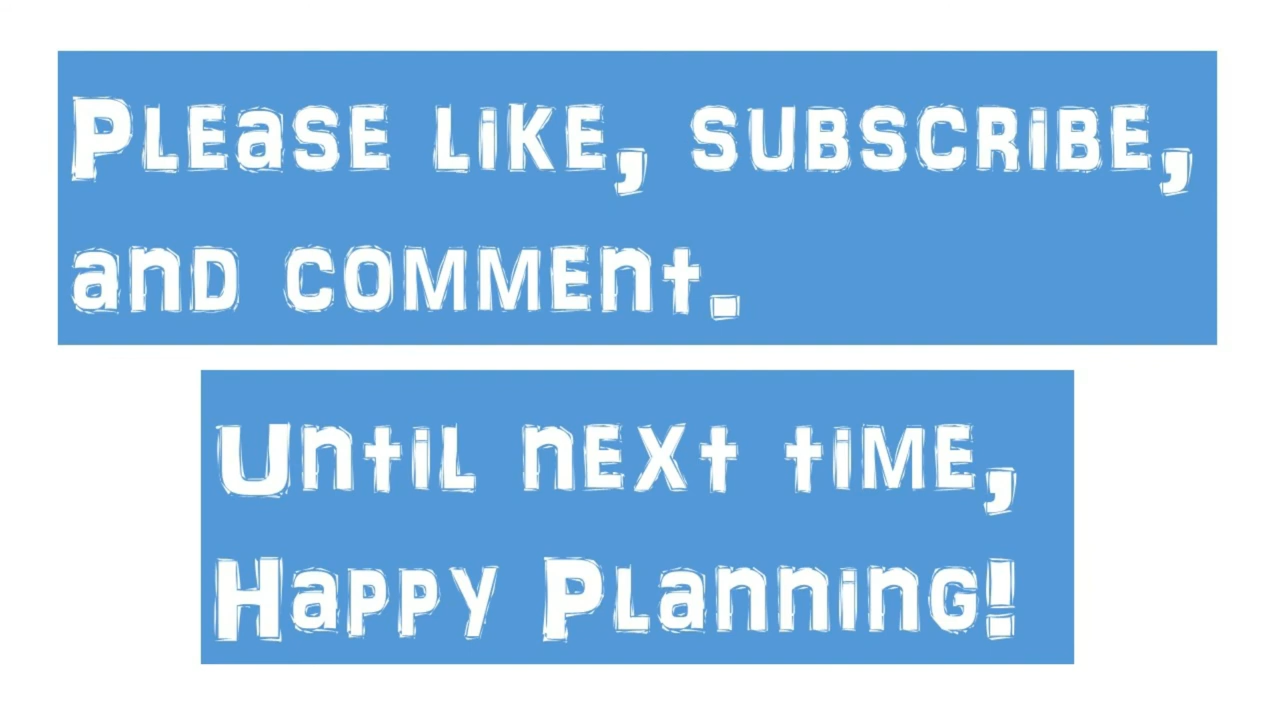 Please like, subscribe,
and comment.
Until next time,
Happy Planning!